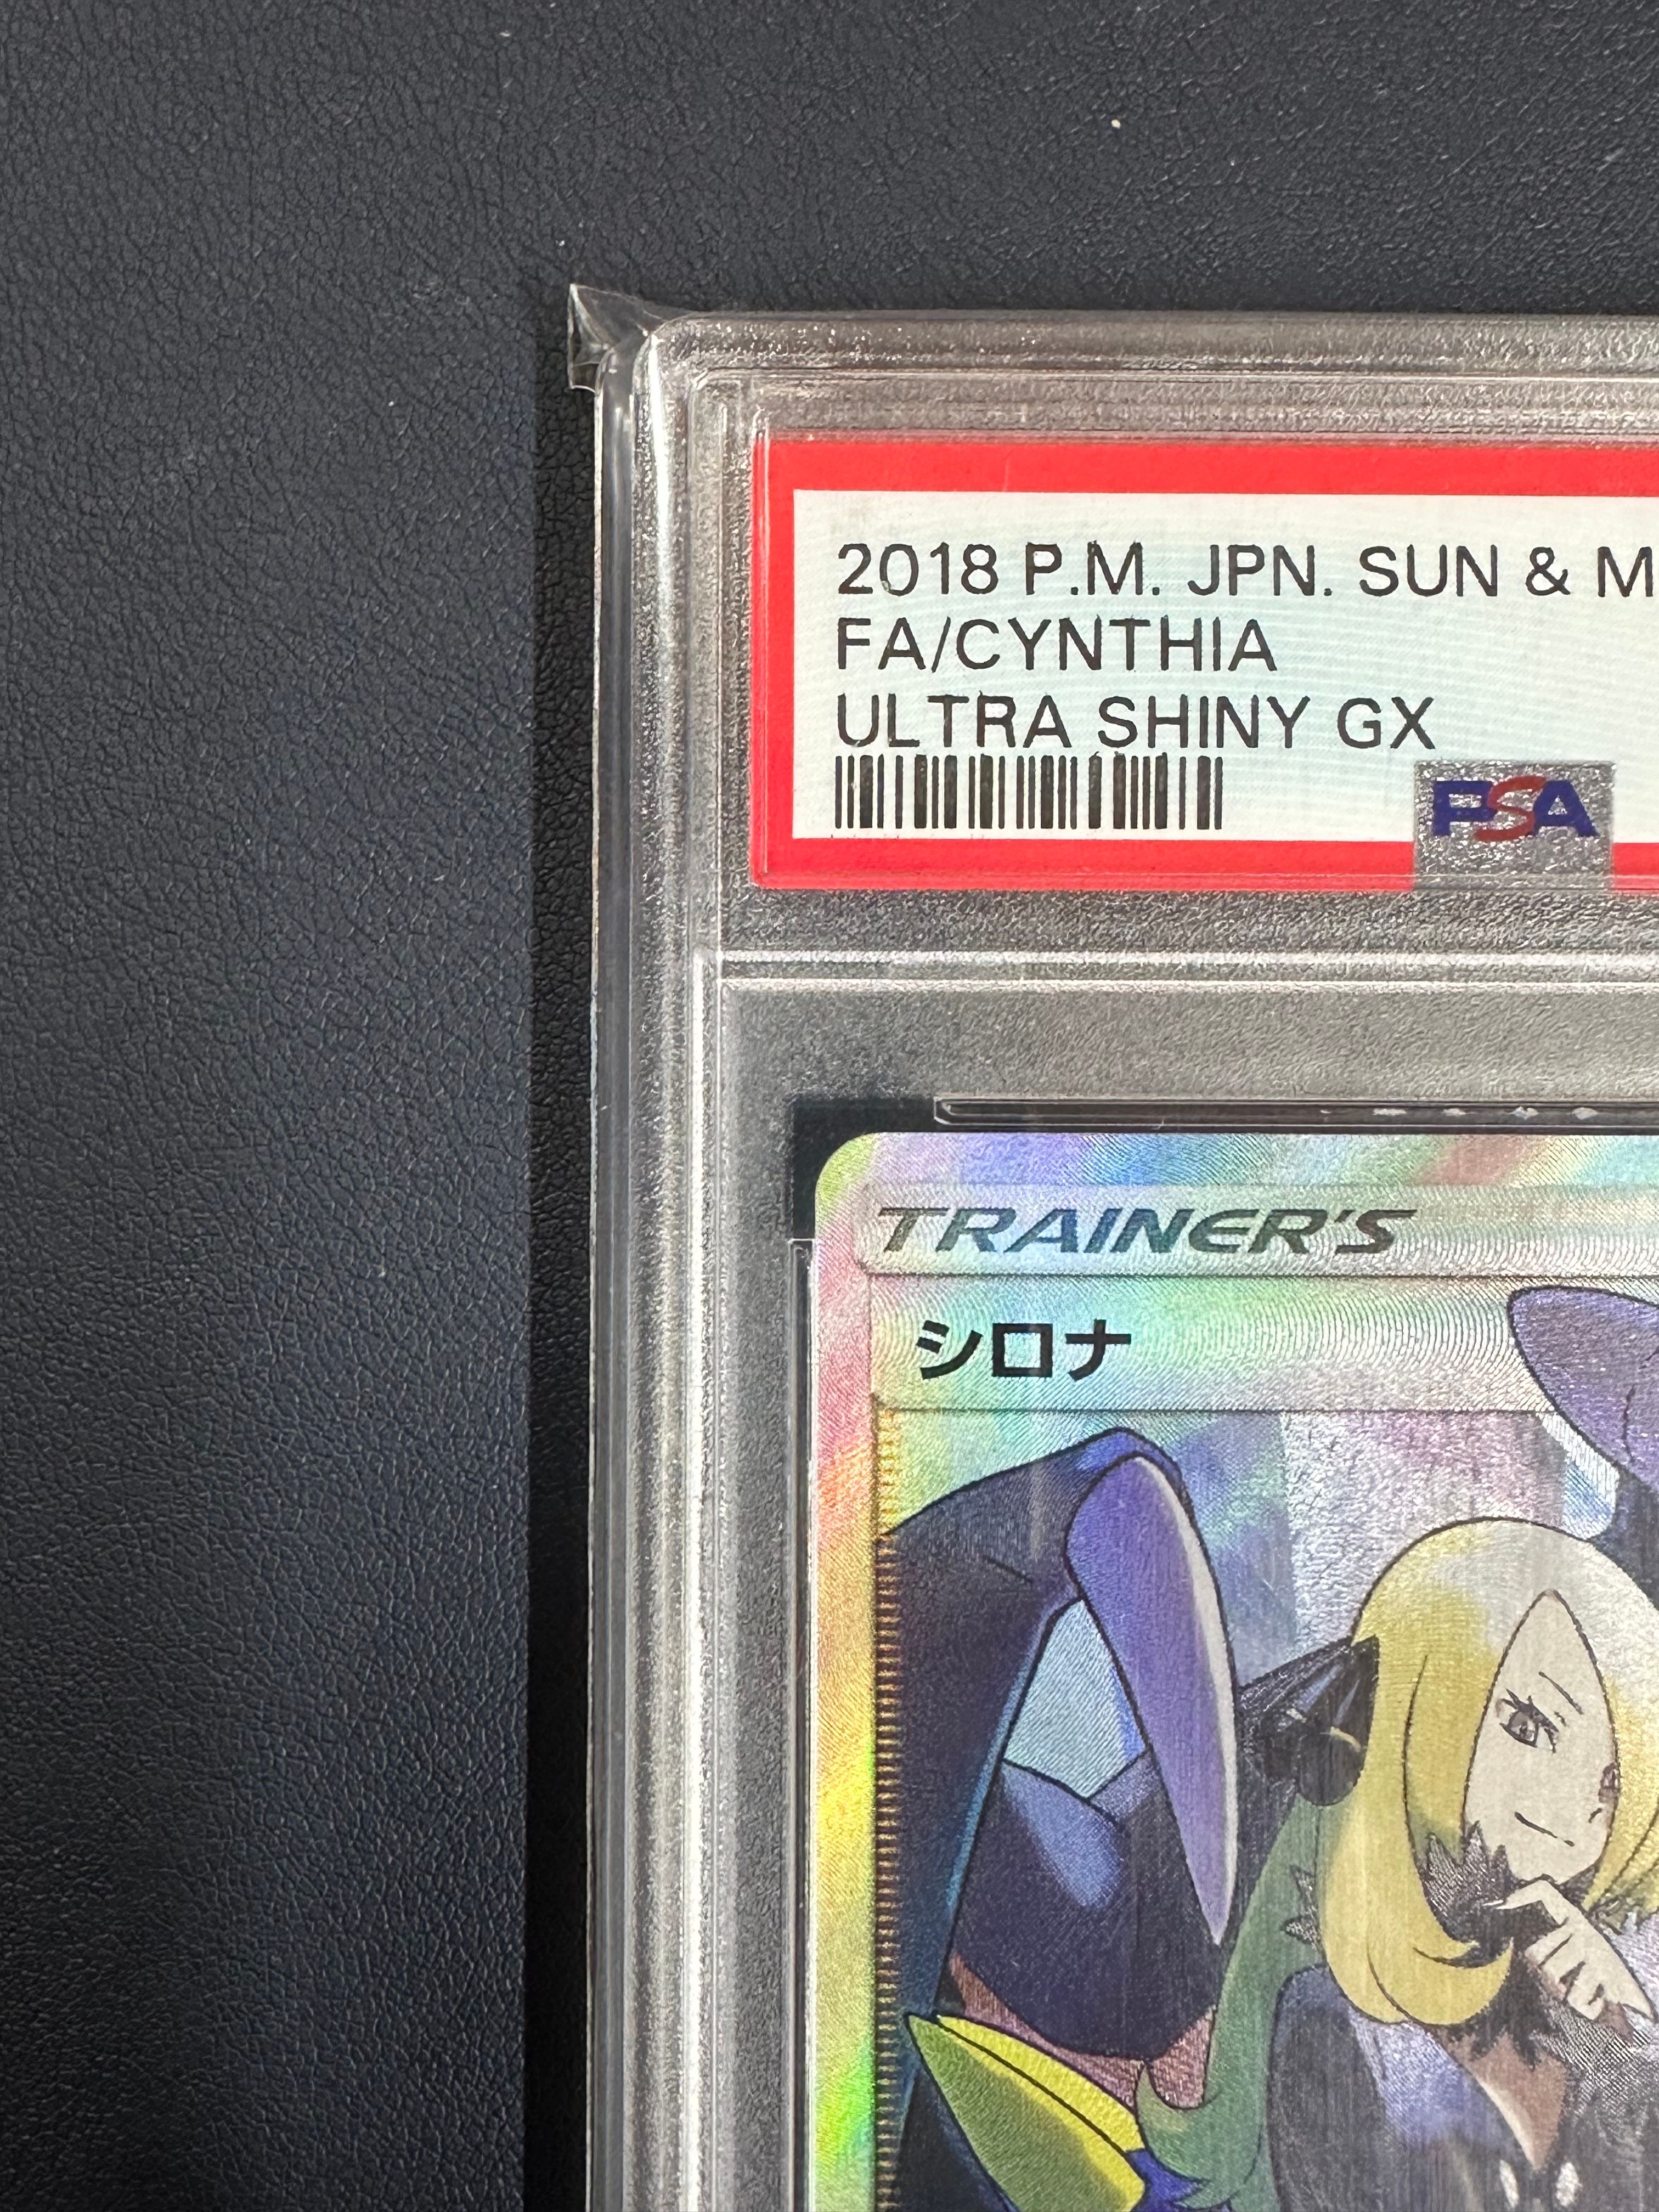 2018 P.M. JPN. SUN & M
FA/CYNTHIA
ULTRA SHINY GX
PSA
TRAINER'S
シロナ